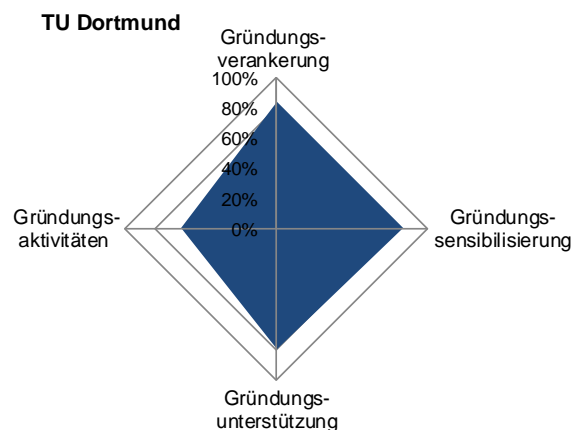 TU Dortmund
Gründungs-
verankerung
100%
80%
60%
40%
20%
0%
Gründungs-
aktivitäten
Gründungs-
sensibilisierung
Gründungs-
unterstützung